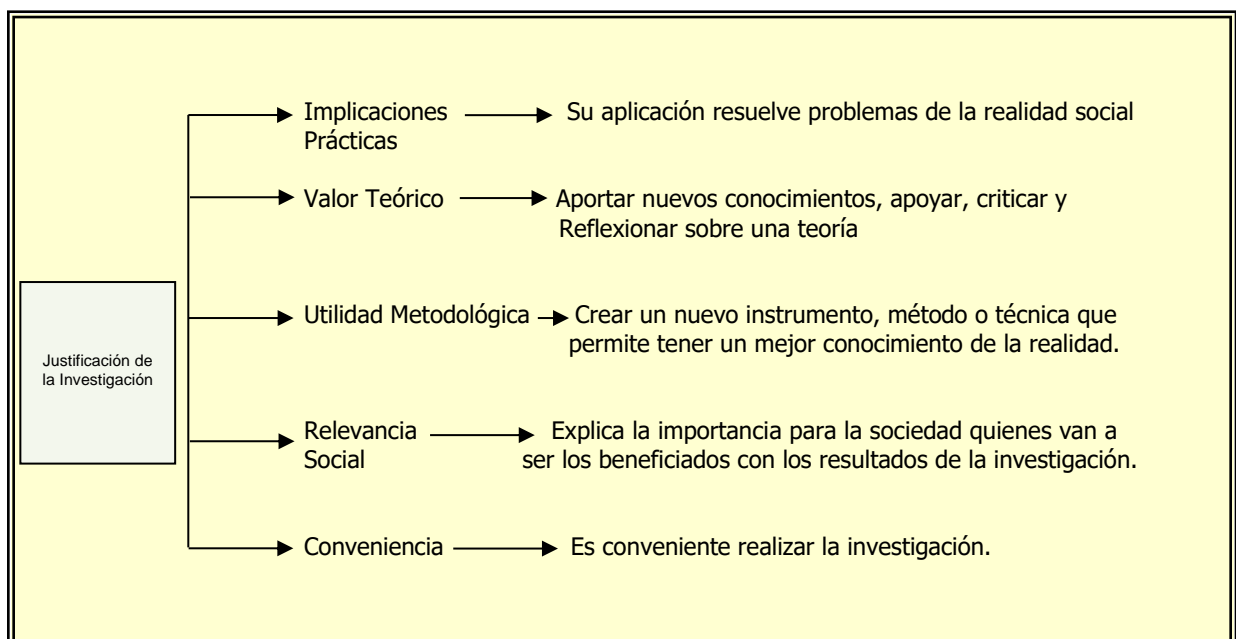 Implicaciones
Prácticas
Su aplicación resuelve problemas de la realidad social
Valor Teórico
Aportar nuevos conocimientos, apoyar, criticar y
Reflexionar sobre una teoría
Justificación de
la Investigación
Utilidad Metodológica
Crear un nuevo instrumento, método o técnica que
permite tener un mejor conocimiento de la realidad.
Relevancia
Social
Explica la importancia para la sociedad quienes van a
ser los beneficiados con los resultados de la investigación.
Conveniencia
Es conveniente realizar la investigación.